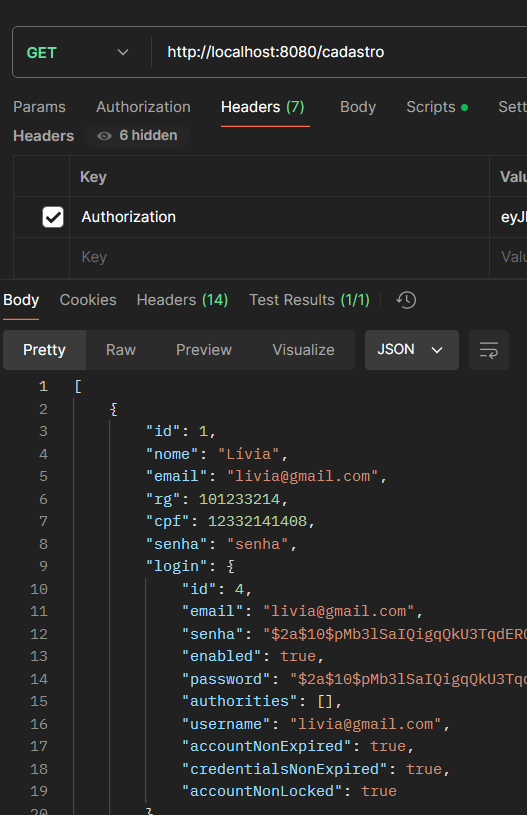 GET http://localhost:8080/cadastro
Params Authorization Headers (7) Body Scripts Sett
Headers 6 hidden
Key Valu
Authorization eyJl
Key Valu
Body Cookies Headers (14) Test Results (1/1)
Pretty Raw Preview Visualize JSON
1 [
2 {
3 "id": 1,
4 "nome": "Lívia",
5 "email": "livia@gmail.com",
6 "rg": 101233214,
7 "cpf": 12332141408,
8 "senha": "senha",
9 "login": {
10 "id": 4,
11 "email": "livia@gmail.com",
12 "senha": "$2a$10$pMb3lSaIQigqQkU3TqdERO
13 "enabled": true,
14 "password": "$2a$10$pMb3lSaIQigqQkU3Tqd
15 "authorities": [],
16 "username": "livia@gmail.com",
17 "accountNonExpired": true,
18 "credentialsNonExpired": true,
19 "accountNonLocked": true
20 }